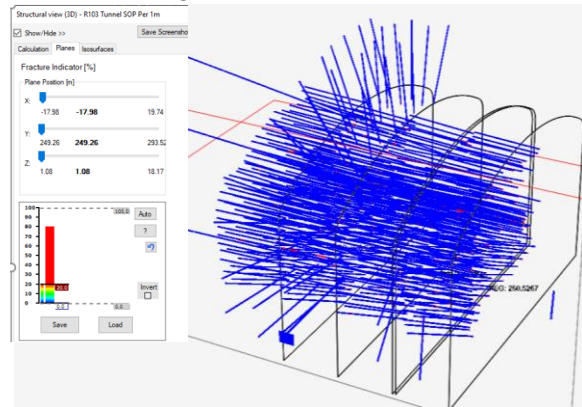 Structural view (3D) - R103 Tunnel SOP Per 1m
Show/Hide >>
Save Screensho
Calculation Planes Isosurfaces
Fracture Indicator [%]
Plane Position [m]
X:
-17.98 -17.98 19.74
Y:
249.26 249.26 293.52
Z:
1.08 1.08 18.17
100
90
80
70
60
50
40
30
20
10
0
100.0
20.0
0.0
0.0
Auto
?
Invert
Save Load